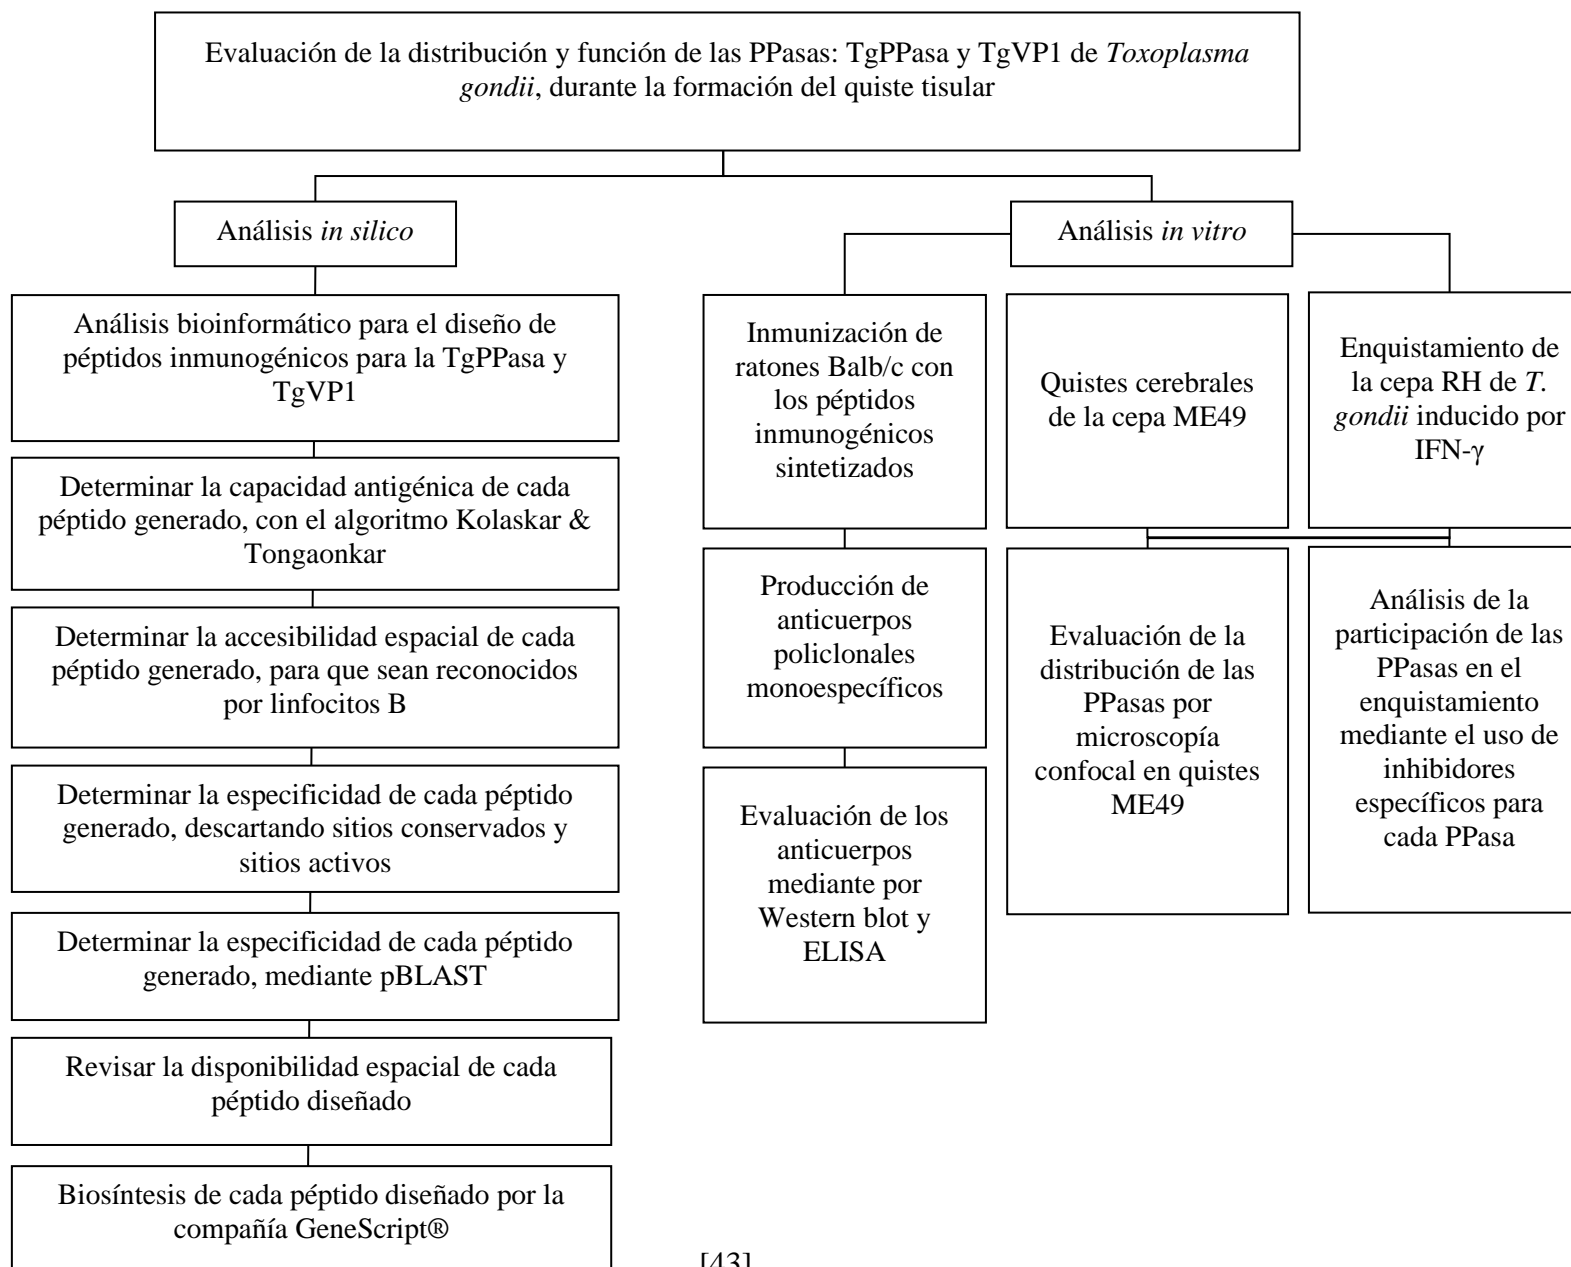 Evaluación de la distribución y función de las PPasas: TgPPasa y TgVP1 de Toxoplasma
gondii, durante la formación del quiste tisular
Análisis in silico
Análisis bioinformático para el diseño de
péptidos inmunogénicos para la TgPPasa y
TgVP1
Determinar la capacidad antigénica de cada
péptido generado, con el algoritmo Kolaskar &
Tongaonkar
Determinar la accesibilidad espacial de cada
péptido generado, para que sean reconocidos
por linfocitos B
Determinar la especificidad de cada péptido
generado, descartando sitios conservados y
sitios activos
Determinar la especificidad de cada péptido
generado, mediante pBLAST
Revisar la disponibilidad espacial de cada
péptido diseñado
Biosíntesis de cada péptido diseñado por la
compañía GeneScript®
Análisis in vitro
Inmunización de
ratones Balb/c con
los péptidos
inmunogénicos
sintetizados
Producción de
anticuerpos
policlonales
monoespecíficos
Evaluación de los
anticuerpos
mediante por
Western blot y
ELISA
Quistes cerebrales
de la cepa ME49
Evaluación de la
distribución de las
PPasas por
microscopía
confocal en quistes
ME49
Enquistamiento de
la cepa RH de T.
gondii inducido por
IFN-γ
Análisis de la
participación de las
PPasas en el
enquistamiento
mediante el uso de
inhibidores
específicos para
cada PPasa
[43]